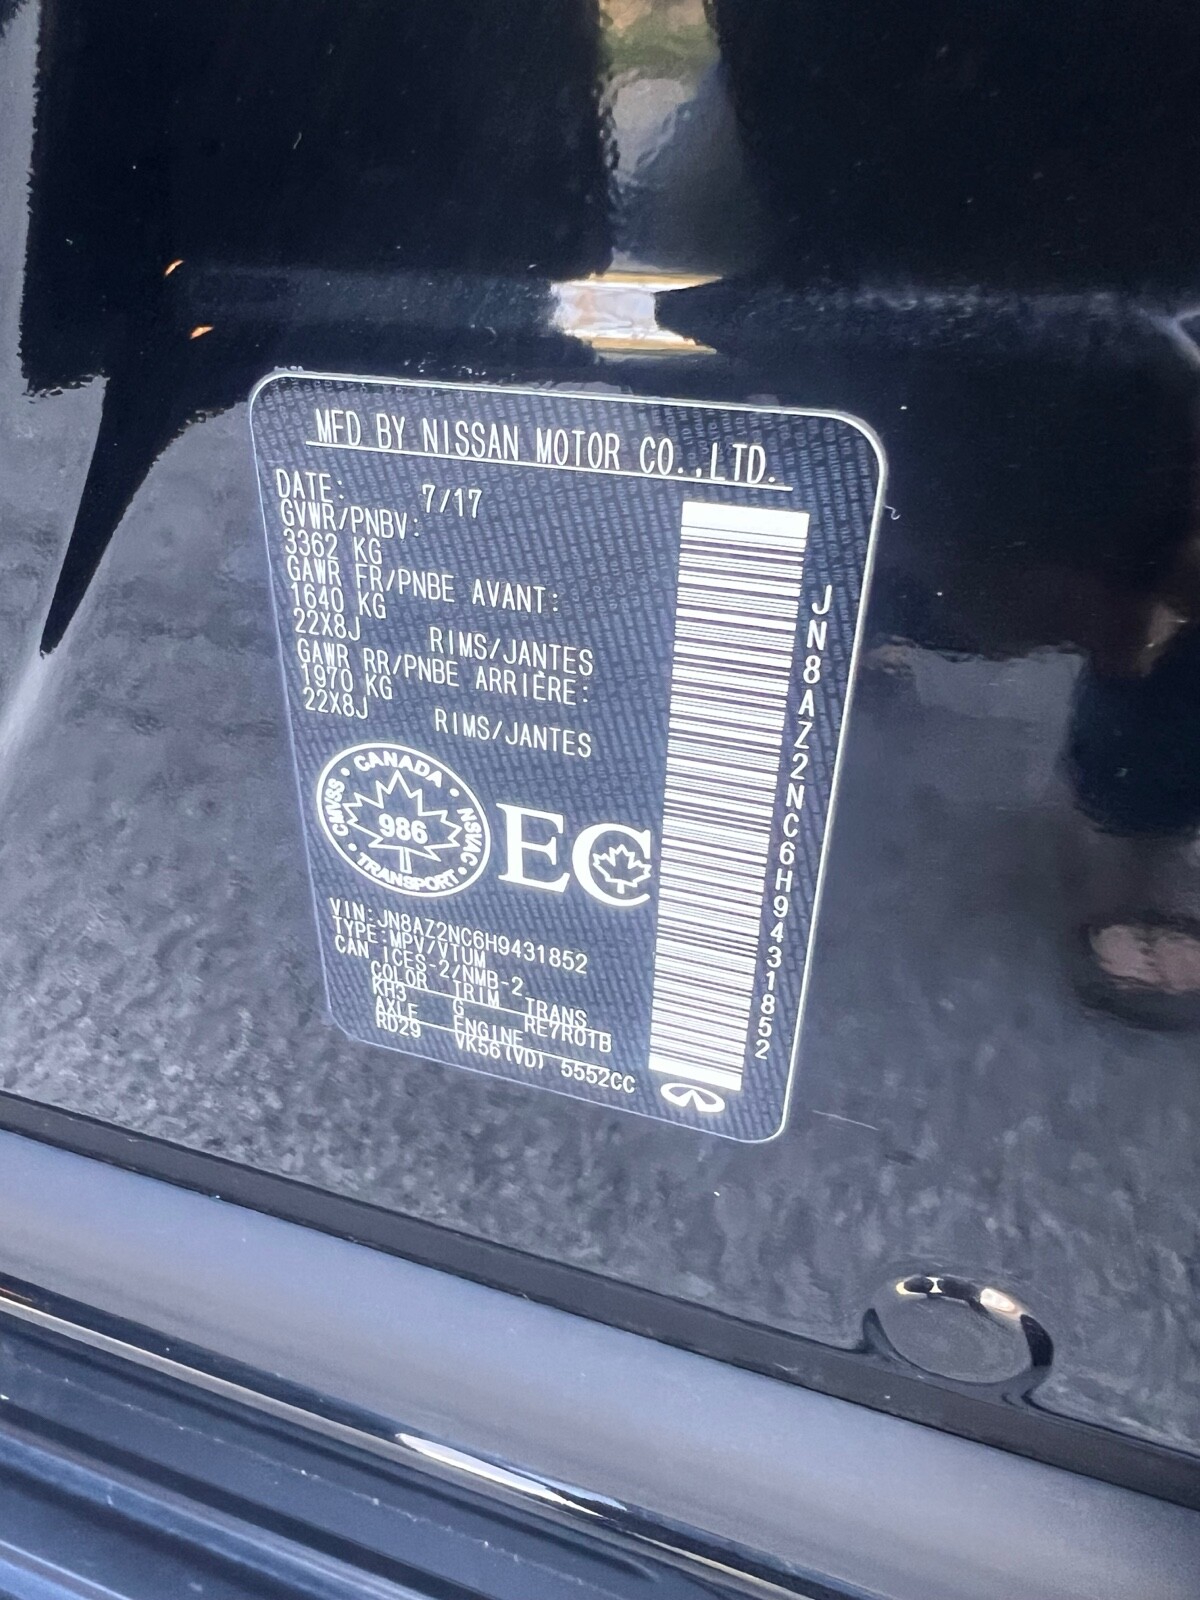 MFD BY NISSAN MOTOR CO.,LTD.
DATE: 7/17
GVWR/PNBV:
3362 KG
GAWR FR/PNBE AVANT:
1640 KG
22X8J RIMS/JANTES
GAWR RR/PNBE ARRIÈRE:
1970 KG
22X8J RIMS/JANTES
CANADA • NSVAC • TRANSPORT • CMVSS •
986
EC
VIN:JN8AZ2NC6H9431852
TYPE:MPV/VTUM
CAN ICES-2/NMB-2
COLOR TRIM TRANS
KH3 G RE7R01B
AXLE ENGINE
RD29 VK56(VD) 5552CC
JN8AZ2NC6H9431852